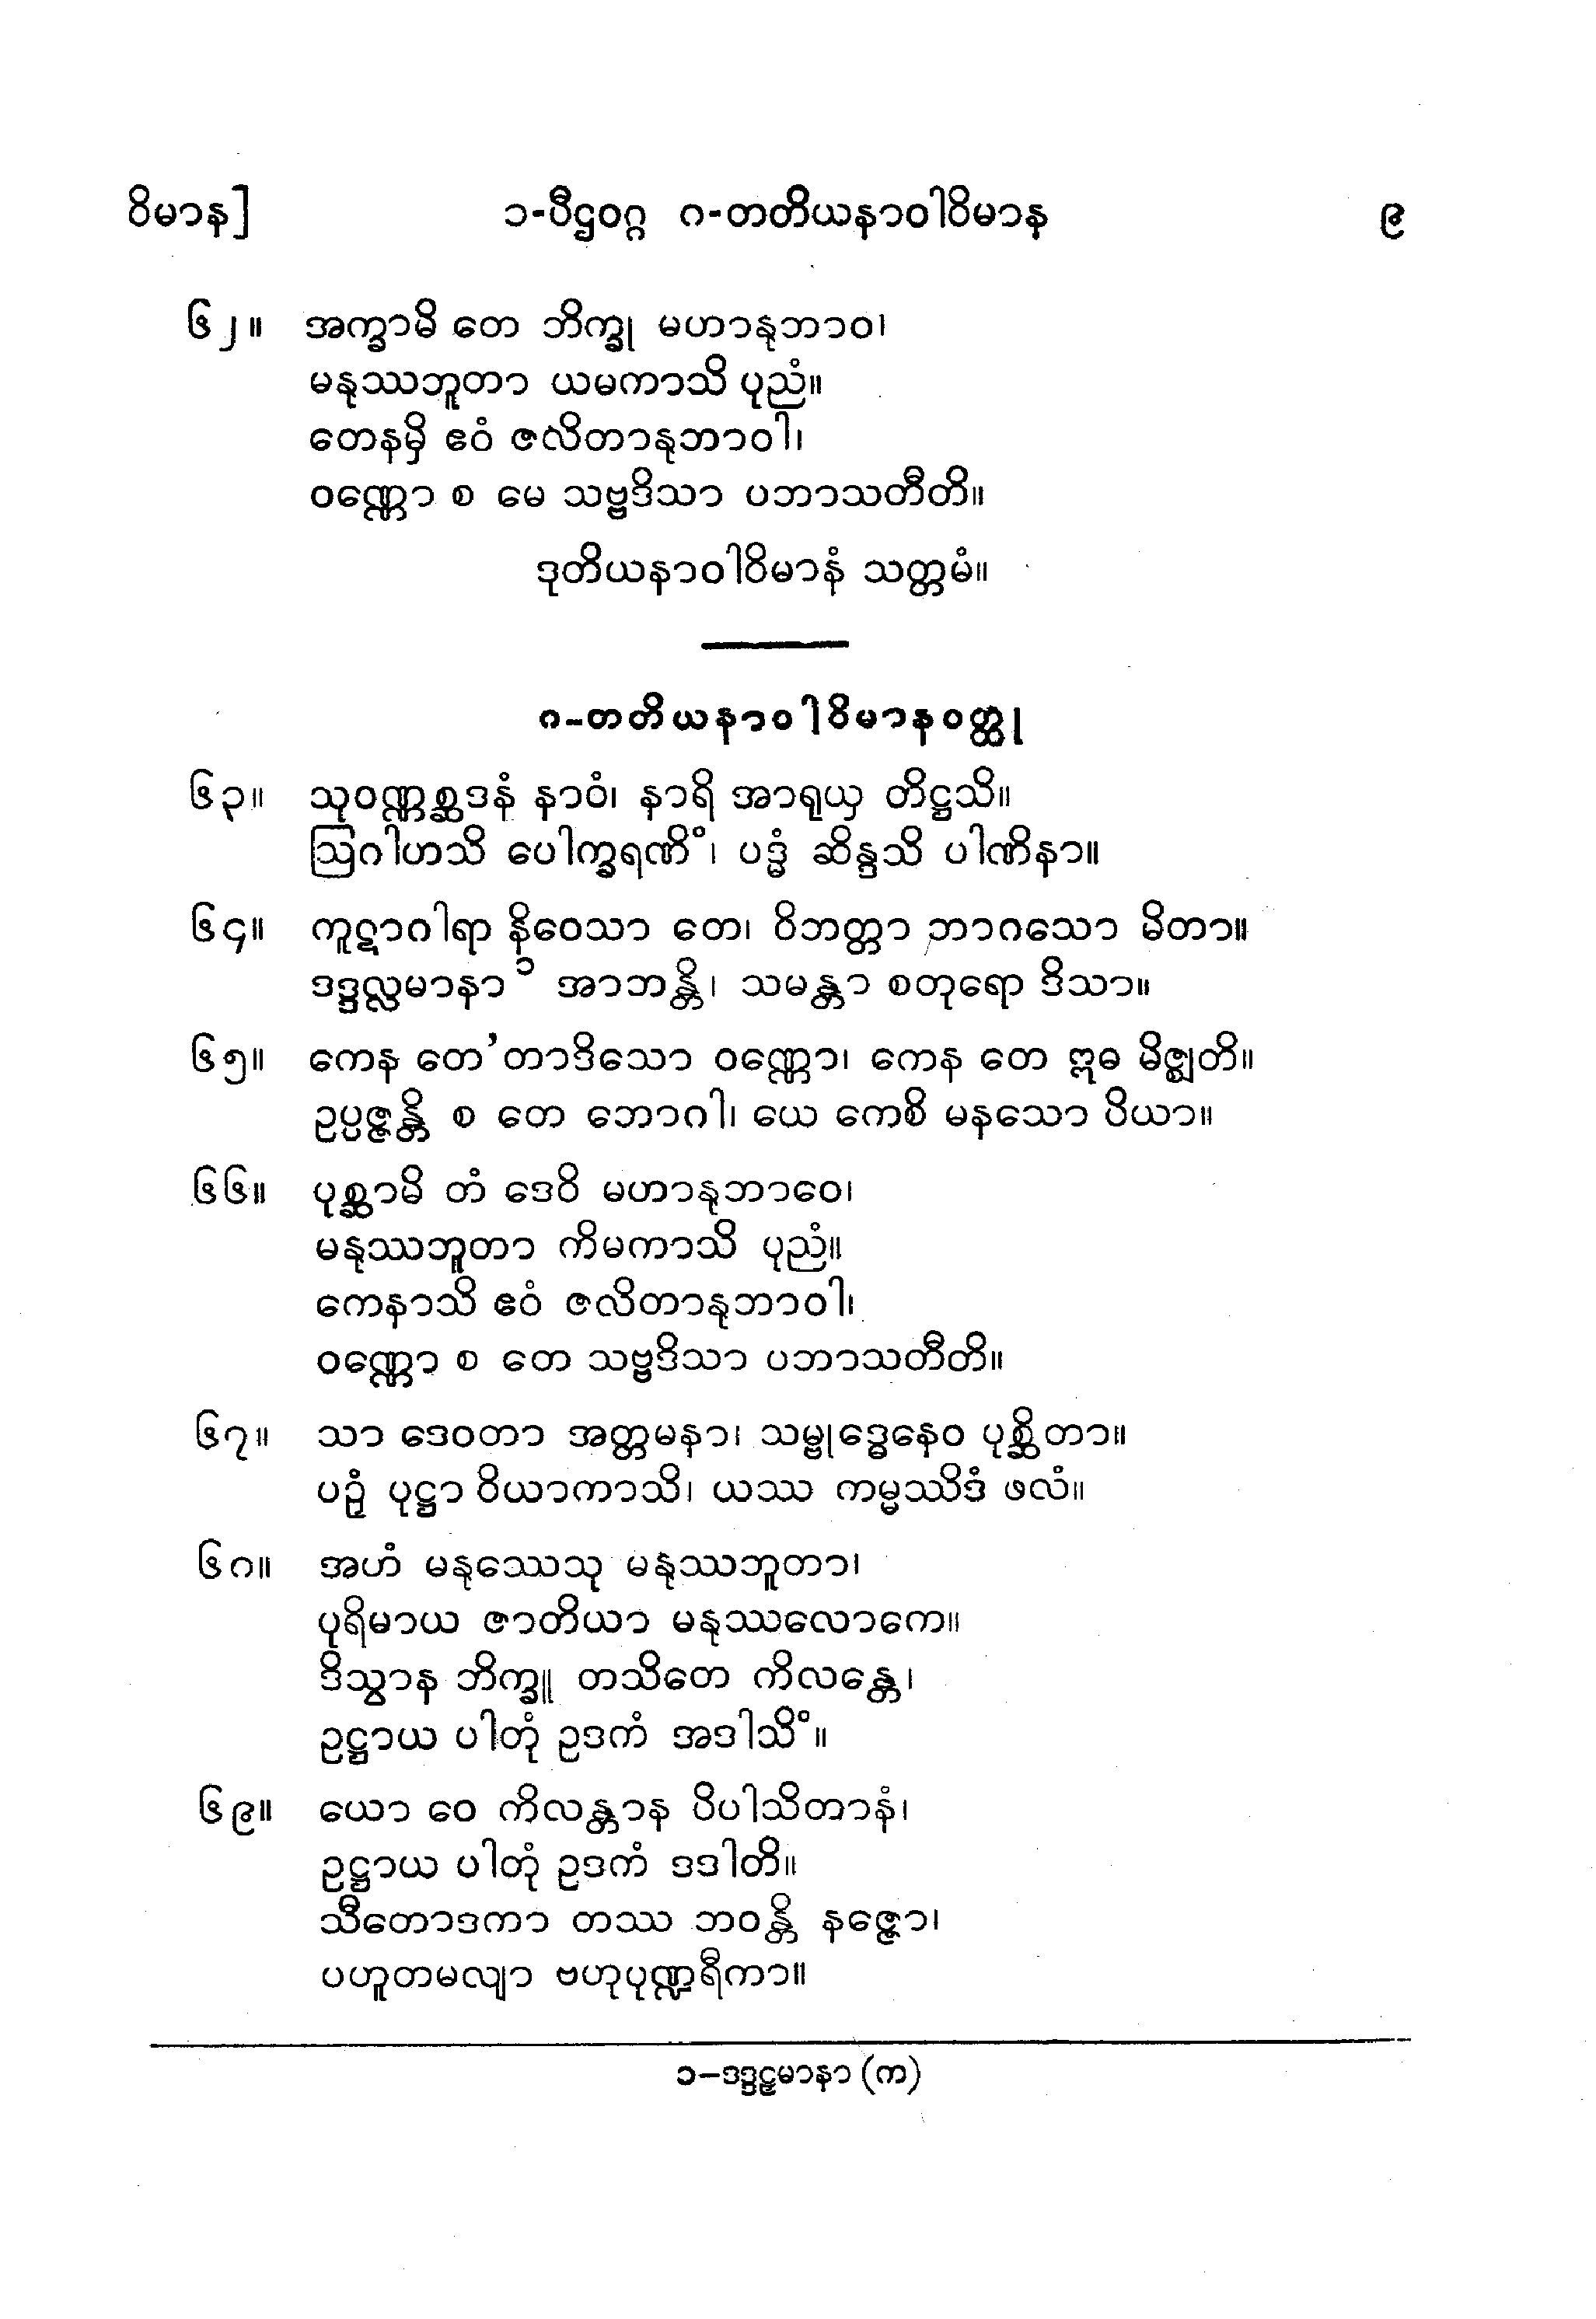 ဝိမာန]	၁-ပီဌဝဂ္ဂ ဂ-တတိယနာဝါဝိမာန	၉
၆၂။ အက္ခာမိ တေ ဘိက္ခု မဟာနုဘာဝ၊
မနုဿဘူတာ ယမကာသိ ပုညံ။
တေနမှိ ဧဝံ ဇလိတာနုဘာဝါ၊
ဝဏ္ဏော စ မေ သဗ္ဗဒိသာ ပဘာသတီတိ။
ဒုတိယနာဝါဝိမာနံ သတ္တမံ။
ဂ-တတိယနာဝါဝိမာနဝတ္ထု
၆၃။ သုဝဏ္ဏစ္ဆဒနံ နာဝံ၊ နာရိ အာရုယှ တိဋ္ဌသိ။
ဩဂါဟသိ ပေါက္ခရဏိံ၊ ပဒ္မံ ဆိန္ဒသိ ပါဏိနာ။
၆၄။ ကူဋာဂါရာ နိဝေသာ တေ၊ ဝိဘတ္တာ ဘာဂသော မိတာ။
ဒဒ္ဒလ္လမာနာ ၁ အာဘန္တိ၊ သမန္တာ စတုရော ဒိသာ။
၆၅။ ကေန တေ’တာဒိသော ဝဏ္ဏော၊ ကေန တေ ဣဓ မိဇ္ဈတိ။
ဥပ္ပဇ္ဇန္တိ စ တေ ဘောဂါ၊ ယေ ကေစိ မနသော ပိယာ။
၆၆။ ပုစ္ဆာမိ တံ ဒေဝိ မဟာနုဘာဝေ၊
မနုဿဘူတာ ကိမကာသိ ပုညံ။
ကေနာသိ ဧဝံ ဇလိတာနုဘာဝါ၊
ဝဏ္ဏော စ တေ သဗ္ဗဒိသာ ပဘာသတီတိ။
၆၇။ သာ ဒေဝတာ အတ္တမနာ၊ သမ္ဗုဒ္ဓေနေဝ ပုစ္ဆိတာ။
ပဉှံ ပုဋ္ဌာ ဝိယာကာသိ၊ ယဿ ကမ္မဿိဒံ ဖလံ။
၆၈။ အဟံ မနုဿေသု မနုဿဘူတာ၊
ပုရိမာယ ဇာတိယာ မနုဿလောကေ။
ဒိသွာန ဘိက္ခူ တသိတေ ကိလန္တေ၊
ဥဋ္ဌာယ ပါတုံ ဥဒကံ အဒါသိံ။
၆၉။ ယော ဝေ ကိလန္တာန ပိပါသိတာနံ၊
ဥဋ္ဌာယ ပါတုံ ဥဒကံ ဒဒါတိ။
သီတောဒကာ တဿ ဘဝန္တိ နဇ္ဇော၊
ပဟူတမလျာ ဗဟုပုဏ္ဍရီကာ။
၁–ဒဒ္ဒဠှမာနာ (က)